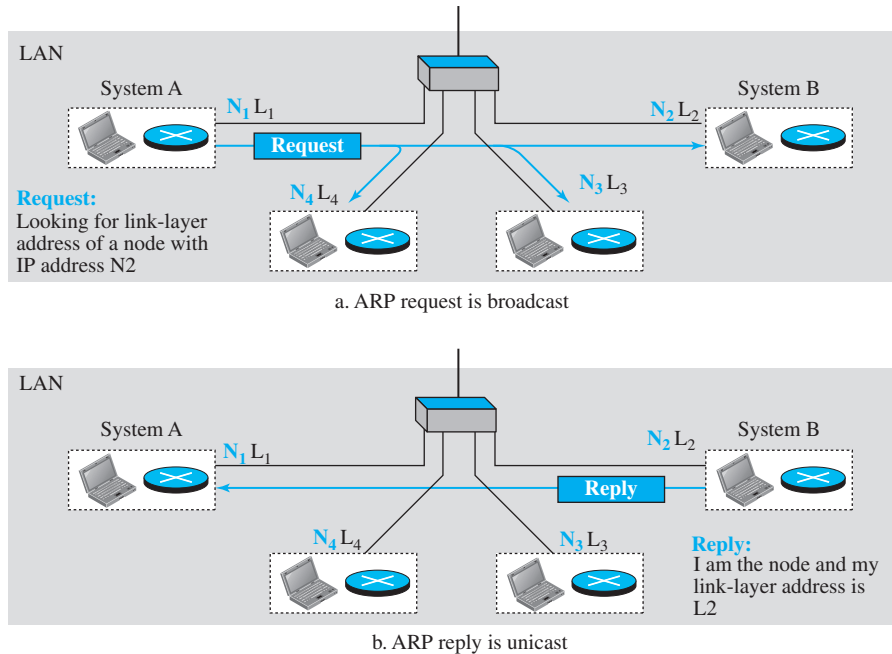 LAN
System A
System B
N1 L1
N2 L2
Request
N4 L4
N3 L3
Request:
Looking for link-layer
address of a node with
IP address N2
a. ARP request is broadcast
LAN
System A
System B
N1 L1
N2 L2
Reply
N4 L4
N3 L3
Reply:
I am the node and my
link-layer address is
L2
b. ARP reply is unicast